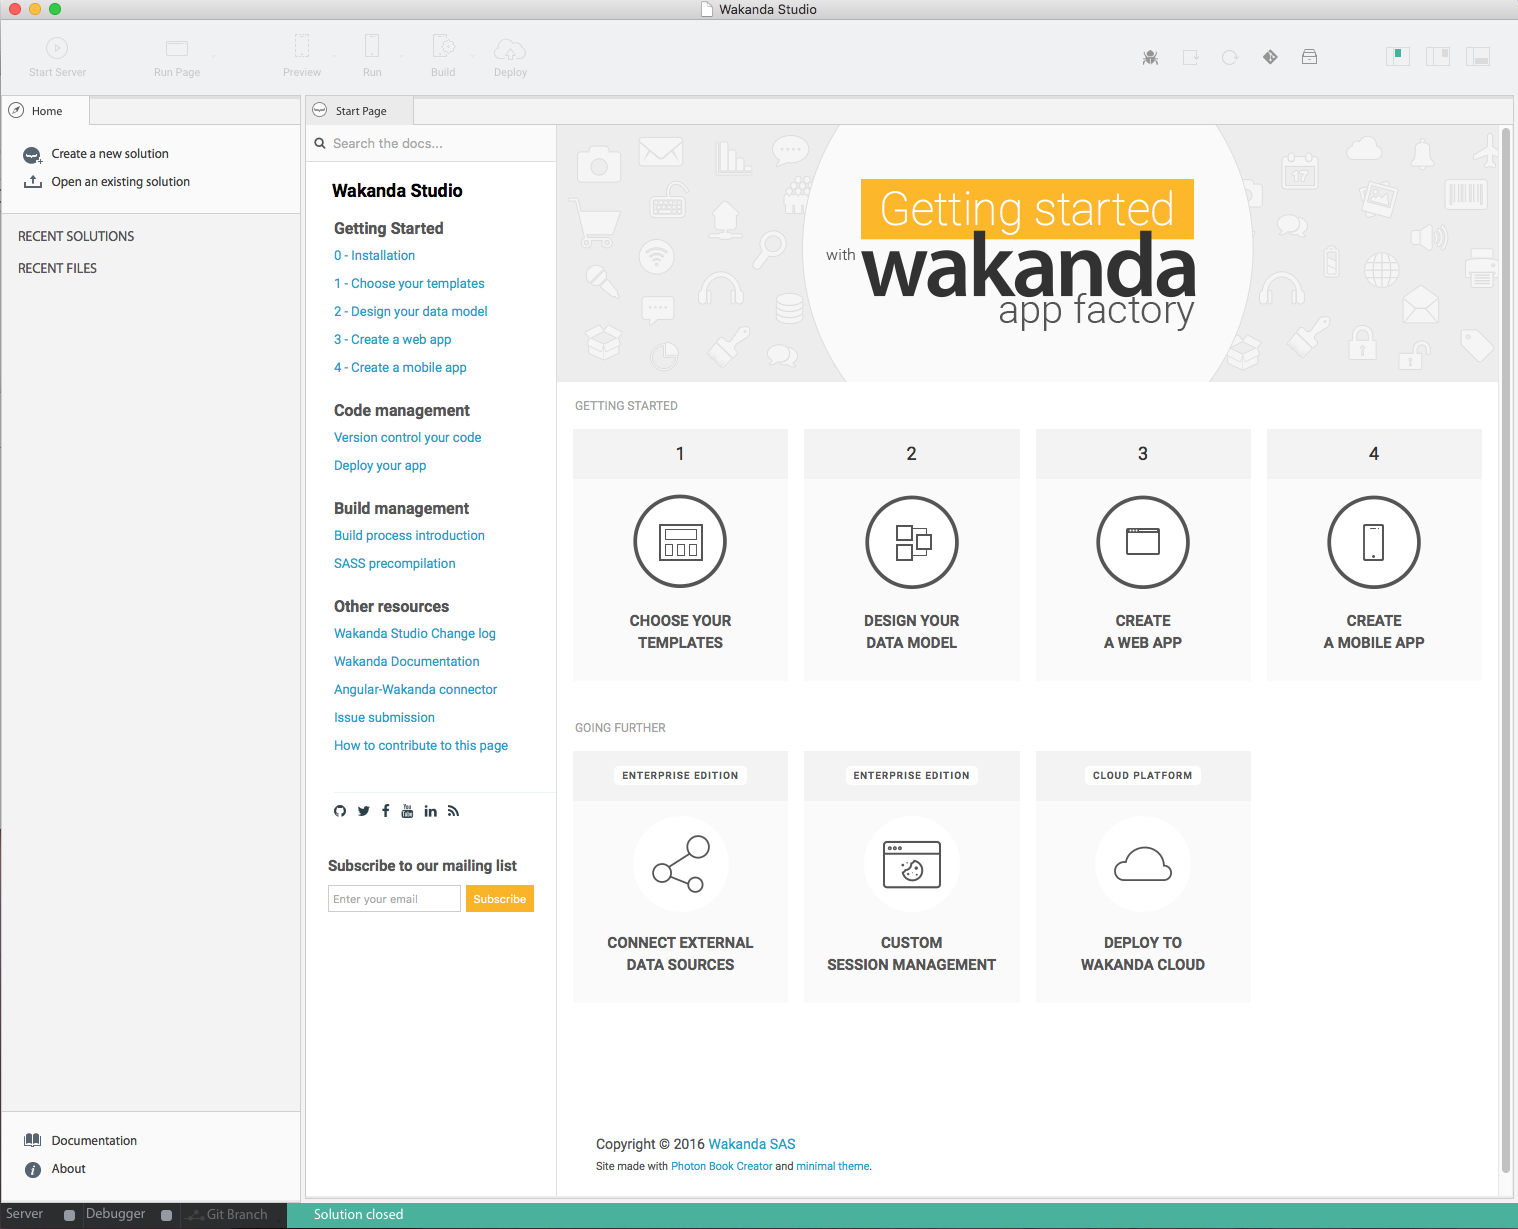 Wakanda Studio
Start Server
Run Page
Preview
Run
Build
Deploy
Home
Create a new solution
Open an existing solution
RECENT SOLUTIONS
RECENT FILES
Documentation
About
Start Page
Search the docs...
Wakanda Studio
Getting Started
0 - Installation
1 - Choose your templates
2 - Design your data model
3 - Create a web app
4 - Create a mobile app
Code management
Version control your code
Deploy your app
Build management
Build process introduction
SASS precompilation
Other resources
Wakanda Studio Change log
Wakanda Documentation
Angular-Wakanda connector
Issue submission
How to contribute to this page
You Tube
Subscribe to our mailing list
Enter your email
Subscribe
17
Getting started
with wakanda
app factory
GETTING STARTED
1
CHOOSE YOUR
TEMPLATES
2
DESIGN YOUR
DATA MODEL
3
CREATE
A WEB APP
4
CREATE
A MOBILE APP
GOING FURTHER
ENTERPRISE EDITION
CONNECT EXTERNAL
DATA SOURCES
ENTERPRISE EDITION
CUSTOM
SESSION MANAGEMENT
CLOUD PLATFORM
DEPLOY TO
WAKANDA CLOUD
Copyright © 2016 Wakanda SAS
Site made with Photon Book Creator and minimal theme.
Server
Debugger
Git Branch
Solution closed